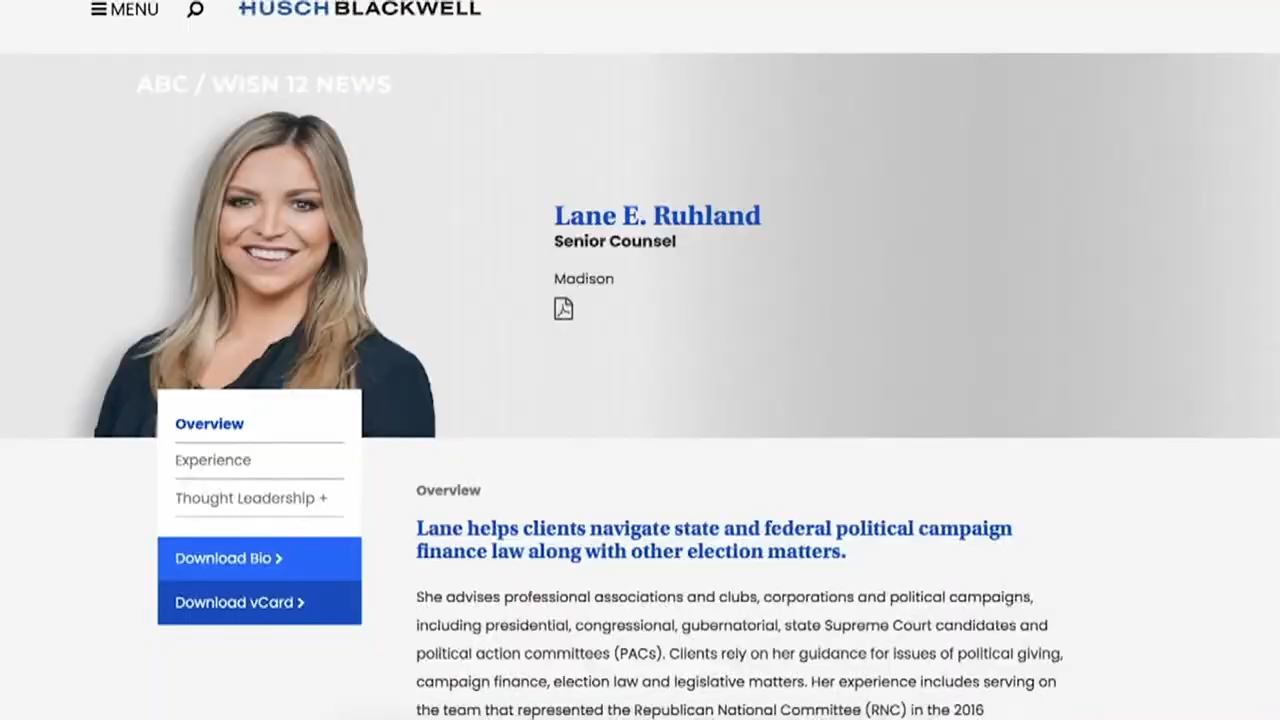 MENU
HUSCH BLACKWELL
ABC / WISN 12 NEWS
Lane E. Ruhland
Senior Counsel
Madison
Overview
Experience
Thought Leadership +
Download Bio >
Download vCard >
Overview
Lane helps clients navigate state and federal political campaign
finance law along with other election matters.
She advises professional associations and clubs, corporations and political campaigns,
including presidential, congressional, gubernatorial, state Supreme Court candidates and
political action committees (PACs). Clients rely on her guidance for issues of political giving,
campaign finance, election law and legislative matters. Her experience includes serving on
the team that represented the Republican National Committee (RNC) in the 2016